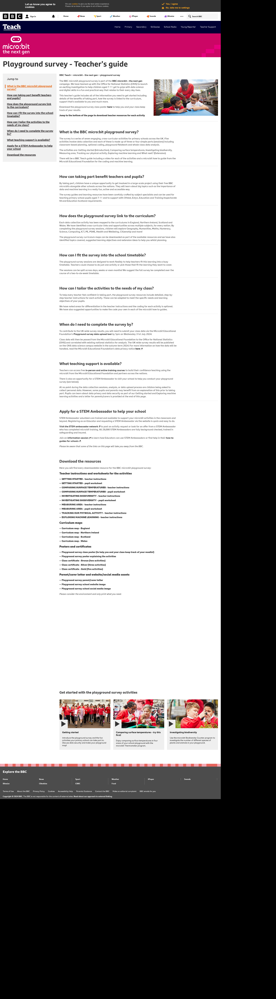 Let us know you agree to
cookies
We use cookies to give you the best online experience.
Please let us know if you agree to all of these cookies.
Yes, I agree
No, take me to settings
BBC
Sign in
Home
News
Sport
Weather
iPlayer
Sounds
Bitesize
Search BBC
Teach
Home
Primary
Secondary
Skillswise
School Radio
Young Reporter
Teacher Support
micro:bit
the next gen
Playground survey - Teacher’s guide
Jump to
What is the BBC micro:bit playground
survey?
How can taking part benefit teachers
and pupils?
How does the playground survey link
to the curriculum?
How can I fit the survey into the school
timetable?
How can I tailor the activities to the
needs of my class?
When do I need to complete the survey
by?
What teaching support is available?
Apply for a STEM Ambassador to help
your school
Download the resources
BBC Teach > micro:bit - the next gen > playground survey
The BBC micro:bit playground survey is part of the BBC micro:bit – the next gen
campaign. We have teamed up with the Office for National Statistics (ONS) to launch
an exciting investigation to help children aged 7-11 get to grips with data science
and digital skills in a fun and practical way that relates to their every day lives.
This teacher's guide includes all of the information you need to get started including
details of the benefits of taking part, how the survey is linked to the curriculum,
support that's available to you and much more.
Download the playground survey class poster here to help you and your class keep
track of your results.
Jump to the bottom of the page to download teacher resources for each activity
What is the BBC micro:bit playground survey?
The survey is a series of seven engaging, cross-curricular activities for primary schools across the UK. Five
activities involve data collection and each of these is made up of three or four simple parts (sessions) including
classroom-based planning, optional coding, playground fieldwork and whole-class data analysis.
The activities are: Getting started (Introduction), Comparing surface temperatures, Investigating biodiversity,
Measuring area, Tracking our physical activity, Exploring machine learning and What next? (Extension).
There will be a BBC Teach guide including a video for each of the activities and a micro:bit how to guide from the
Micro:bit Educational Foundation for the coding and machine learning.
How can taking part benefit teachers and pupils?
By taking part, children have a unique opportunity to get involved in a large-scale project using their free BBC
micro:bits alongside other schools across the nations. They will learn about big topics such as the importance of
data and machine learning in a really fun, active and accessible way.
The survey guides and learning resources have been carefully crafted by subject specialists and can be used for
teaching primary school pupils aged 7-11 and to support with Ofsted, Estyn, Education and Training Inspectorate
NI and Education Scotland requirements.
How does the playground survey link to the curriculum?
Each data collection activity has been mapped to the curriculums in England, Northern Ireland, Scotland and
Wales. We have identified cross-curricular links and opportunities across multiple subjects, for every nation. By
completing the playground survey sessions, children will explore Geography, Humanities, Maths, Numeracy,
Science, Computing, ICT, PE, PSHE, Health and Wellbeing, Citizenship and more!
The playground survey curriculum maps can be downloaded as part of the available resources and we have also
identified topics covered, suggested learning objectives and extension ideas to help you whilst planning.
How can I fit the survey into the school timetable?
The playground survey sessions are designed to work flexibly to help teachers fit this learning into a busy
timetable. Teachers could choose to do just one activity or pick those that fit the learning they want to cover.
The sessions can be split across days, weeks or even months! We suggest the full survey be completed over the
course of a two-to-six-week timetable.
How can I tailor the activities to the needs of my class?
To help every teacher feel confident in taking part, the playground survey resources include detailed, step-by-
step teacher instructions for each activity. These can be adapted to meet the specific needs and learning
objectives of your pupils.
We have noted areas for differentiation in the teacher instructions and the coding for each activity is optional.
We have also suggested opportunities to make the code your own in each of the micro:bit how to guides.
When do I need to complete the survey by?
To contribute to the UK-wide survey results, you will need to submit your class data via the Micro:bit Educational
Foundation's Playground survey data upload tool by 5pm on Wednesday 31st July 2024.
Class data will then be passed from the Micro:bit Educational Foundation to the Office for National Statistics
(ONS) and correlated with existing national statistics for analysis. The UK-wide survey results will be published
on the ONS data science campus website in the autumn term 2024. For more information on how the data will be
handled, read the Micro:bit Educational Foundation's data privacy notice here.
What teaching support is available?
Teachers can access free in-person and online training courses to build their confidence teaching using the
micro:bit from the Micro:bit Educational Foundation and partners across the nations.
There is also an opportunity for a STEM Ambassador to visit your school to help you conduct your playground
survey (see below).
At no point during the data collection sessions, analysis, or data upload process are children being asked to
collect personal data. However, some pupils and parents may benefit from an explanation of this prior to taking
part. Pupils can learn about data privacy and data security as part of our Getting started and Exploring machine
learning activities and a letter for parents/carers is provided at the end of this page.
Apply for a STEM Ambassador to help your school
STEM Ambassador volunteers are trained and available to support your micro:bit activities in the classroom and
beyond. Registering as an Educator and requesting a STEM Ambassador via the website is quick and easy to do.
Visit the STEM ambassador network to post an activity request or look for an offer from a STEM Ambassador
who has completed micro:bit training. All 28,000 STEM Ambassadors are fully background checked, trained in
safeguarding and insured.
Join an information session to learn how Educators can use STEM Ambassadors or find help in their how-to
guides for schools.
Please be aware that some of the links on this page will take you away from the BBC.
Download the resources
Here you will find every downloadable resource for the BBC micro:bit playground survey:
Teacher instructions and worksheets for the activities
• GETTING STARTED - teacher instructions
• GETTING STARTED - pupil worksheet
• COMPARING SURFACE TEMPERATURES - teacher instructions
• COMPARING SURFACE TEMPERATURES - pupil worksheet
• INVESTIGATING BIODIVERSITY - teacher instructions
• INVESTIGATING BIODIVERSITY - pupil worksheet
• MEASURING AREA - teacher instructions
• MEASURING AREA - pupil worksheet
• TRACKING OUR PHYSICAL ACTIVITY - teacher instructions
• EXPLORING MACHINE LEARNING - teacher instructions
Curriculum maps
• Curriculum map - England
• Curriculum map - Northern Ireland
• Curriculum map - Scotland
• Curriculum map - Wales
Posters and certificates
• Playground survey class poster (to help you and your class keep track of your results!)
• Playground survey poster explaining the activities
• Class certificate - Bronze (two activities)
• Class certificate - Silver (three activities)
• Class certificate - Gold (five activities)
Parent/carer letter and website/social media assets
• Playground survey parent/carer letter
• Playground survey school website image
• Playground survey school social media image
Please consider the environment and only print what you need.
Get started with the playground survey activities
Getting started
Introduce the playground survey and the fun
activities your primary school can take part in.
Discuss data security and make your playground
map!
Comparing surface temperatures - try this
first!
Enjoy comparing surface temperatures in four
areas of your school playground with the
micro:bit Thermometer program.
Investigating biodiversity
Use the micro:bit Biodiversity Counter program to
investigate the number of different species of
plants and animals in your playground.
Explore the BBC
Home
News
Sport
Weather
iPlayer
Sounds
Bitesize
CBeebies
CBBC
Food
Terms of Use
About the BBC
Privacy Policy
Cookies
Accessibility Help
Parental Guidance
Contact the BBC
Make an editorial complaint
BBC emails for you
Copyright © 2024 BBC. The BBC is not responsible for the content of external sites. Read about our approach to external linking.